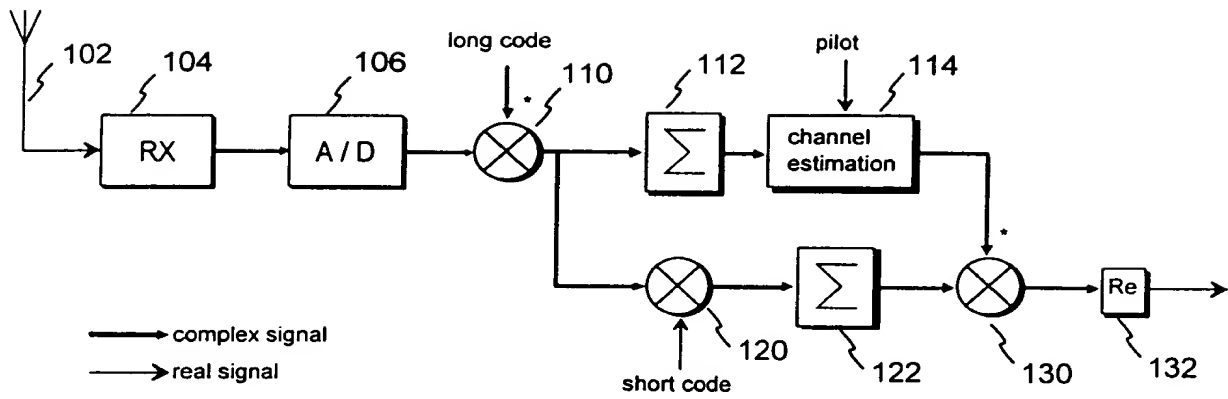 long code
pilot
102
104
106
110
112
114
*
RX
A / D
∑
channel
estimation
*
∑
Re
complex signal
real signal
120
short code
122
130
132